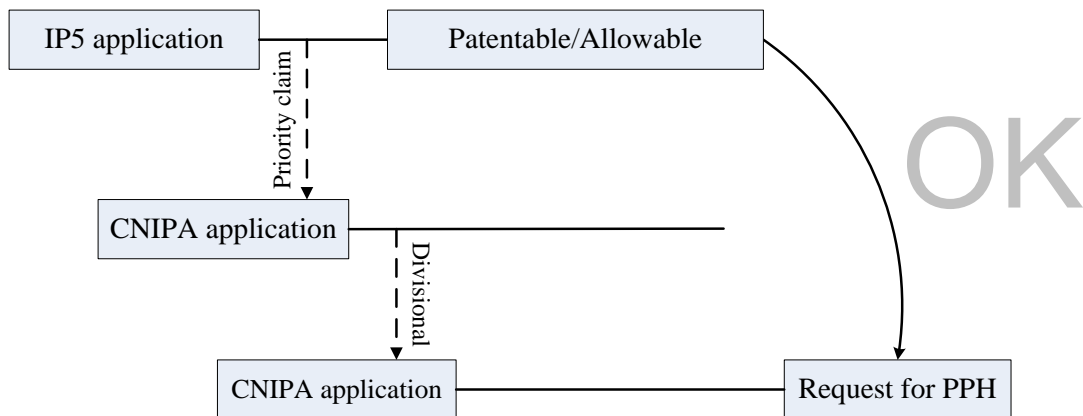 IP5 application
Patentable/Allowable
Priority claim
OK
CNIPA application
Divisional
CNIPA application
Request for PPH